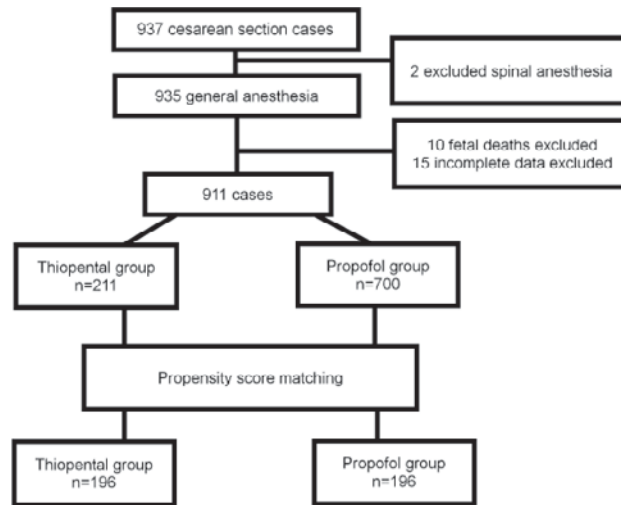 937 cesarean section cases
2 excluded spinal anesthesia
935 general anesthesia
10 fetal deaths excluded
15 incomplete data excluded
911 cases
Thiopental group
n=211
Propofol group
n=700
Propensity score matching
Thiopental group
n=196
Propofol group
n=196